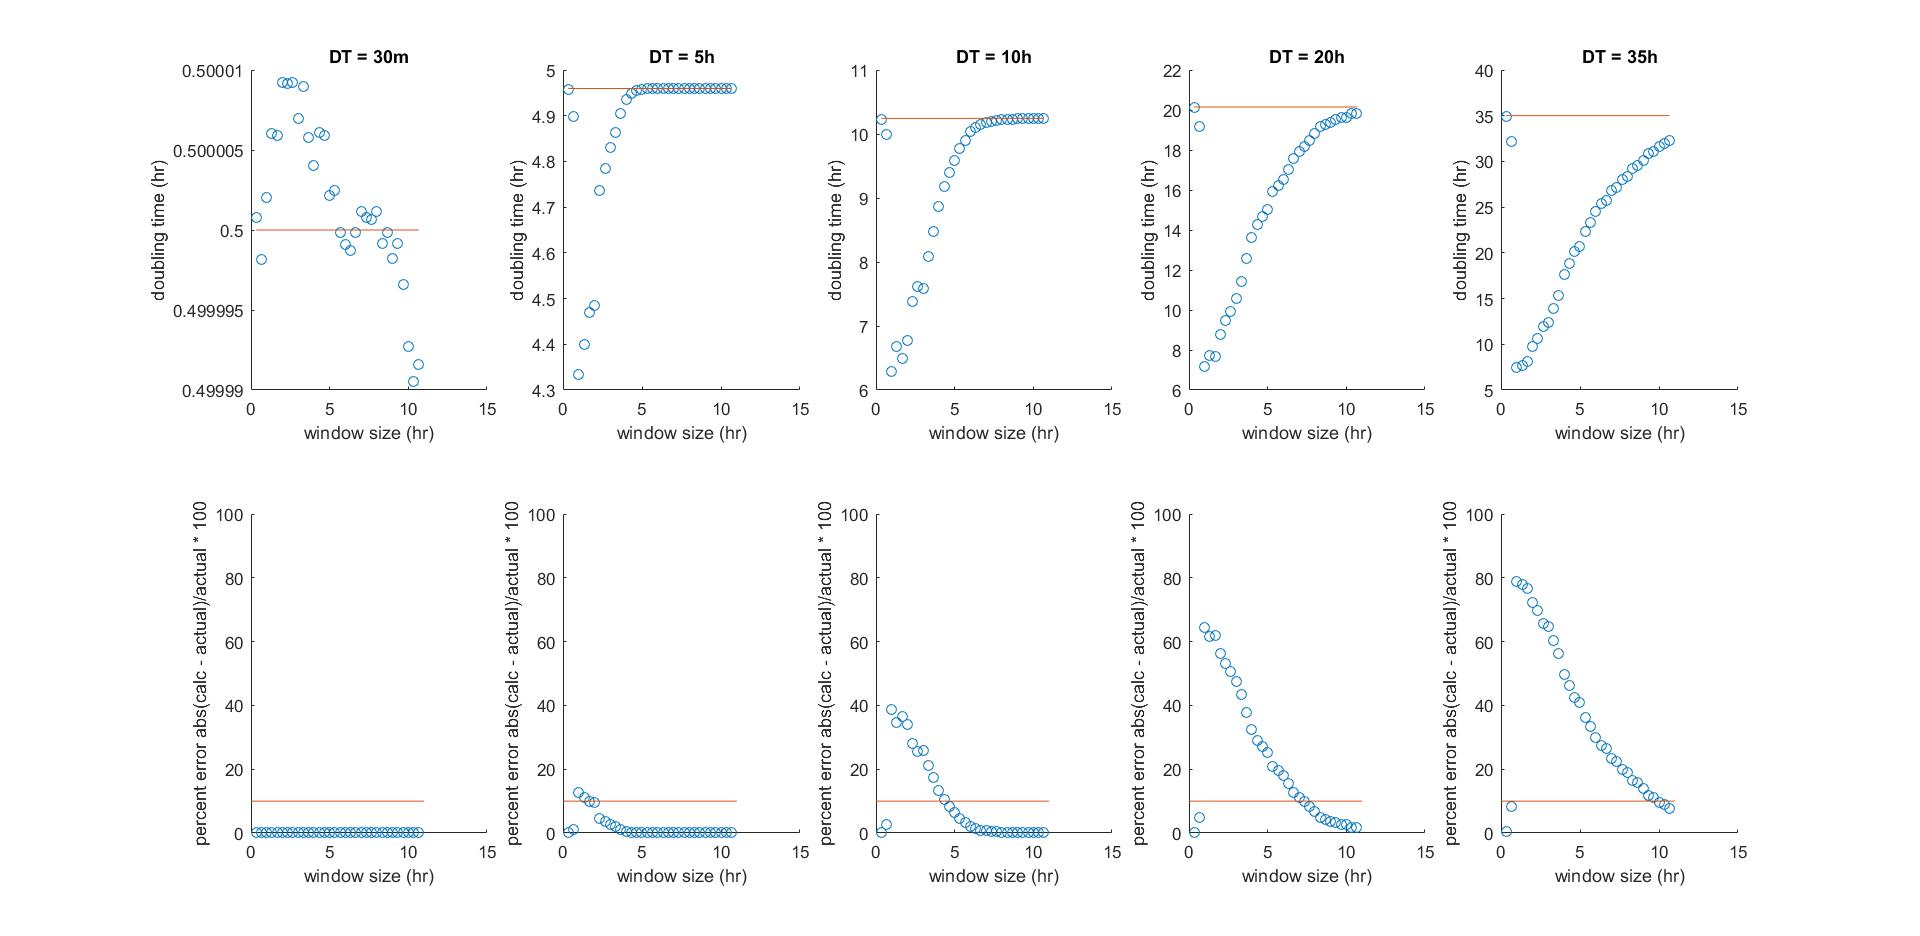 DT = 30m
0.50001
0.500005
0.5
0.499995
0.49999
0 5 10 15
doubling time (hr)
window size (hr)
DT = 5h
5
4.9
4.8
4.7
4.6
4.5
4.4
4.3
0 5 10 15
doubling time (hr)
window size (hr)
DT = 10h
11
10
9
8
7
6
0 5 10 15
doubling time (hr)
window size (hr)
DT = 20h
22
20
18
16
14
12
10
8
6
0 5 10 15
doubling time (hr)
window size (hr)
DT = 35h
40
35
30
25
20
15
10
5
0 5 10 15
doubling time (hr)
window size (hr)
100
80
60
40
20
0
0 5 10 15
percent error abs(calc - actual)/actual * 100
window size (hr)
100
80
60
40
20
0
0 5 10 15
percent error abs(calc - actual)/actual * 100
window size (hr)
100
80
60
40
20
0
0 5 10 15
percent error abs(calc - actual)/actual * 100
window size (hr)
100
80
60
40
20
0
0 5 10 15
percent error abs(calc - actual)/actual * 100
window size (hr)
100
80
60
40
20
0
0 5 10 15
percent error abs(calc - actual)/actual * 100
window size (hr)